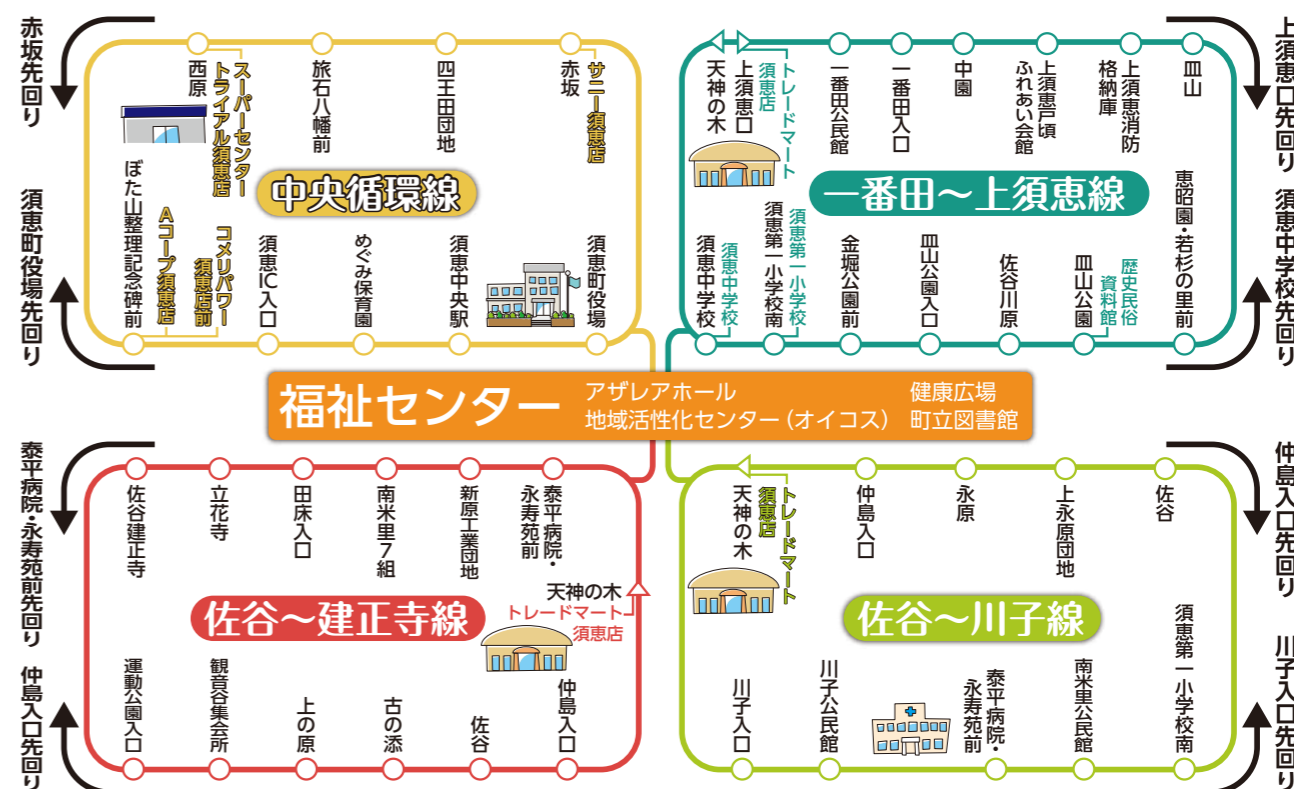 赤坂先回り
須恵町役場先回り
西原
スーパーセンター
トライアル須恵店
旅石八幡前
四王田団地
赤坂
サニー須恵店
中央循環線
ぼた山整理記念碑前
Aコープ須恵店
コメリパワー
須恵店前
須恵IC入口
めぐみ保育園
須恵中央駅
須恵町役場
上須恵口先回り
須恵中学校先回り
天神の木
上須恵口
トレードマート
須恵店
一番田公民館
一番田入口
中園
上須恵戸頃
ふれあい会館
上須恵消防
格納庫
皿山
一番田〜上須恵線
須恵中学校
須恵中学校
須恵第一小学校南
須恵第一小学校
金堀公園前
皿山公園入口
佐谷川原
皿山公園
歴史民俗
資料館
恵昭園・若杉の里前
福祉センター
アザレアホール
地域活性化センター（オイコス）
健康広場
町立図書館
泰平病院・永寿苑前先回り
仲島入口先回り
佐谷建正寺
立花寺
田床入口
南米里7組
新原工業団地
泰平病院・
永寿苑前
天神の木
トレードマート
須恵店
佐谷〜建正寺線
運動公園入口
観音谷集会所
上の原
古の添
佐谷
仲島入口
仲島入口先回り
川子入口先回り
天神の木
トレードマート
須恵店
仲島入口
永原
上永原団地
佐谷
佐谷〜川子線
川子入口
川子公民館
泰平病院・
永寿苑前
南米里公民館
須恵第一小学校南